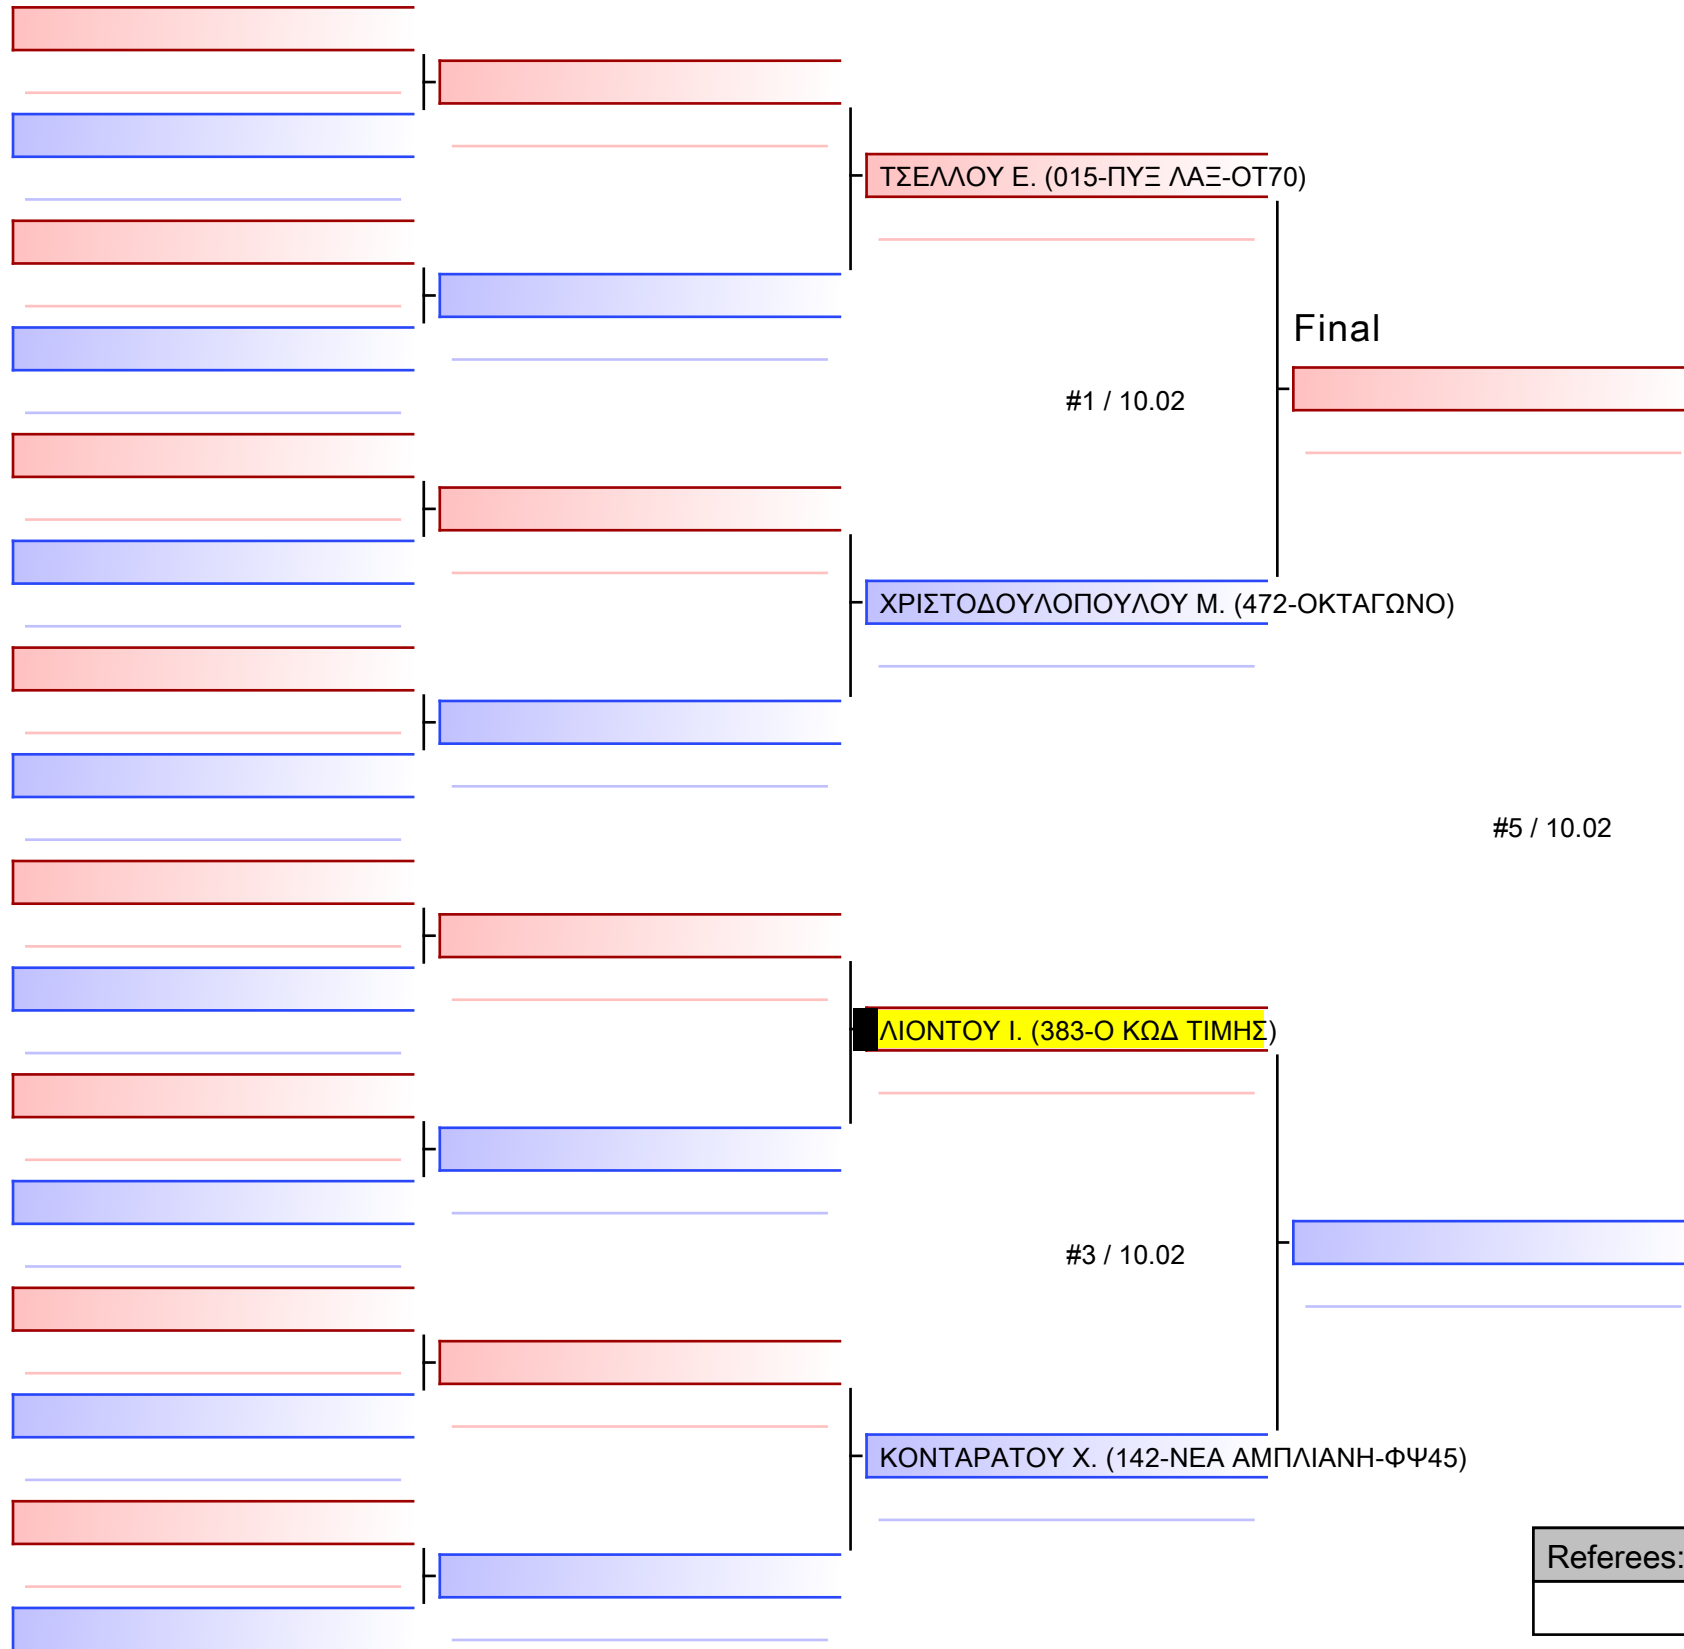 ΤΣΕΛΛΟΥ Ε. (015-ΠΥΞ ΛΑΞ-ΟΤ70)
Final
#1 / 10.02
ΧΡΙΣΤΟΔΟΥΛΟΠΟΥΛΟΥ Μ. (472-ΟΚΤΑΓΩΝΟ)
#5 / 10.02
ΛΙΟΝΤΟΥ Ι. (383-Ο ΚΩΔ ΤΙΜΗΣ)
#3 / 10.02
ΚΟΝΤΑΡΑΤΟΥ Χ. (142-ΝΕΑ ΑΜΠΛΙΑΝΗ-ΦΨ45)
Referees: